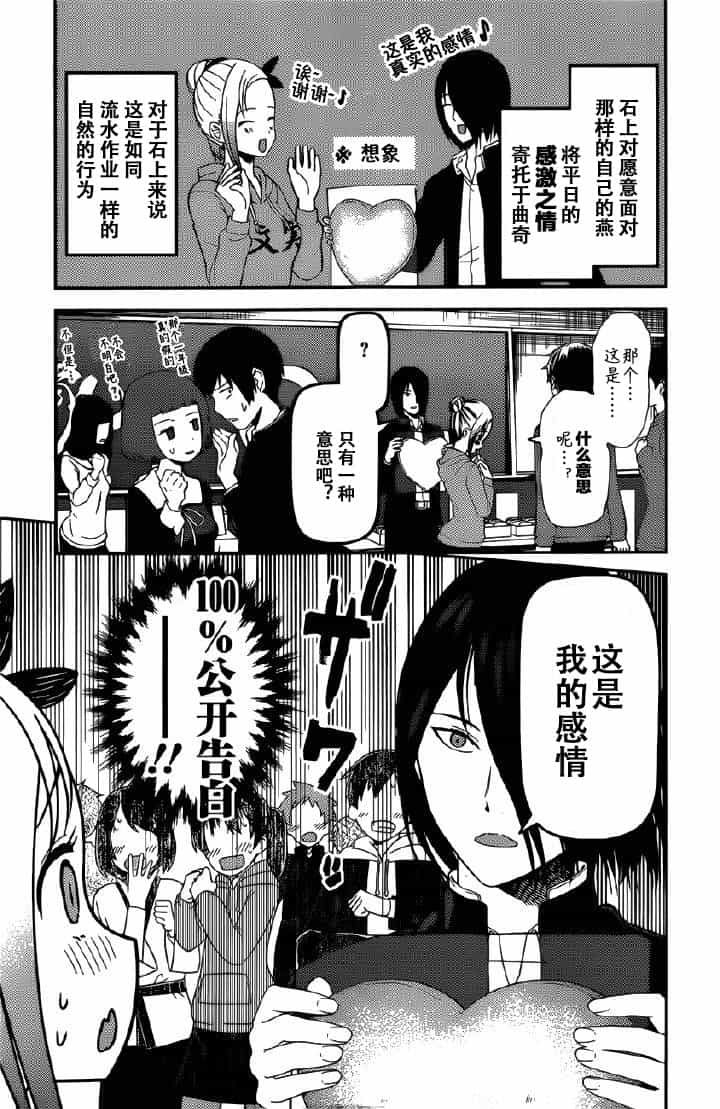 石上对愿意面对
那样的自己的燕
将平日的
感激之情
寄托于曲奇
这是我
真实的感情♪
诶~
谢谢~♪
※ 想象
对于石上来说
这是如同
流水作业一样的
自然的行为
那个…
这是……
什么意思
呢…?
?
只有一种
意思吧?
那个二年级
真的假的
不会
不明白吧?
不但是…
这是
我的感情
ザワッ
100%公开告白
——!!
文实